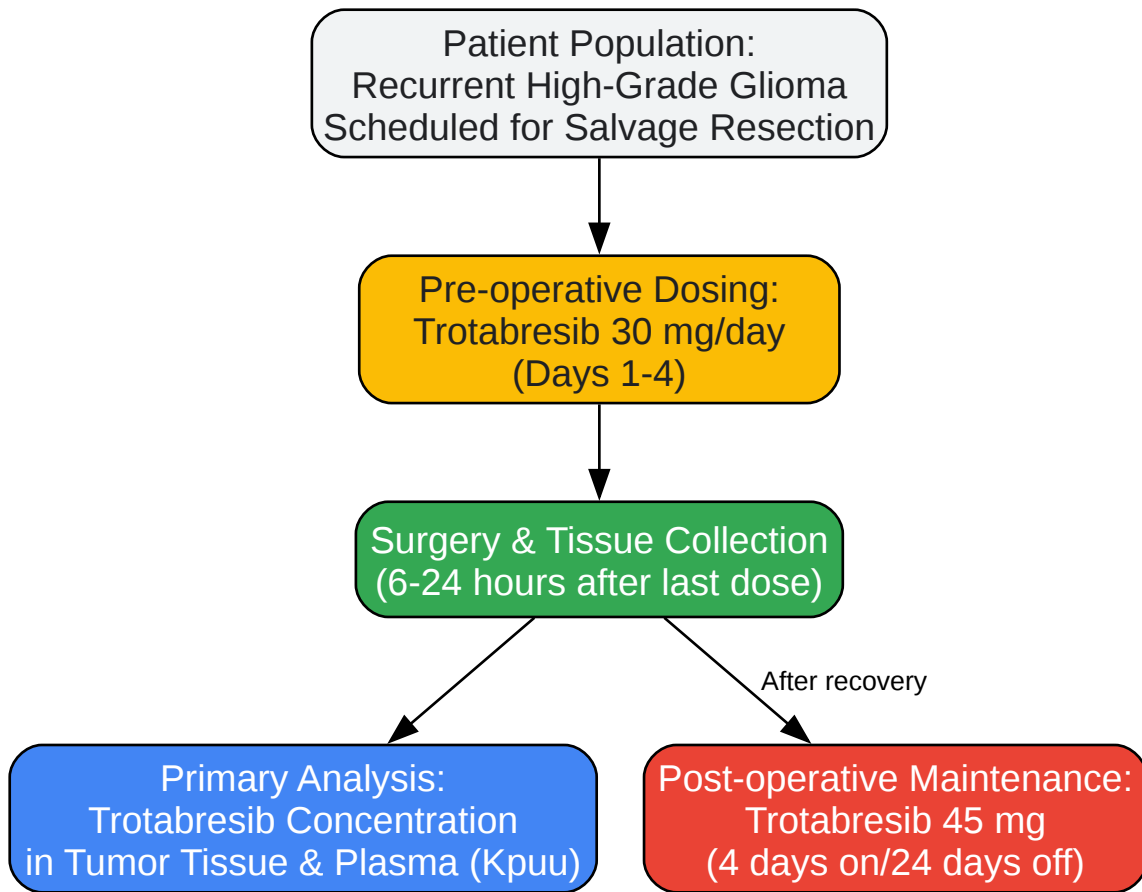 Patient Population:
Recurrent High-Grade Glioma
Scheduled for Salvage Resection
Pre-operative Dosing:
Trotabresib 30 mg/day
(Days 1-4)
Surgery & Tissue Collection
(6-24 hours after last dose)
After recovery
Primary Analysis:
Trotabresib Concentration
in Tumor Tissue & Plasma (Kpuu)
Post-operative Maintenance:
Trotabresib 45 mg
(4 days on/24 days off)